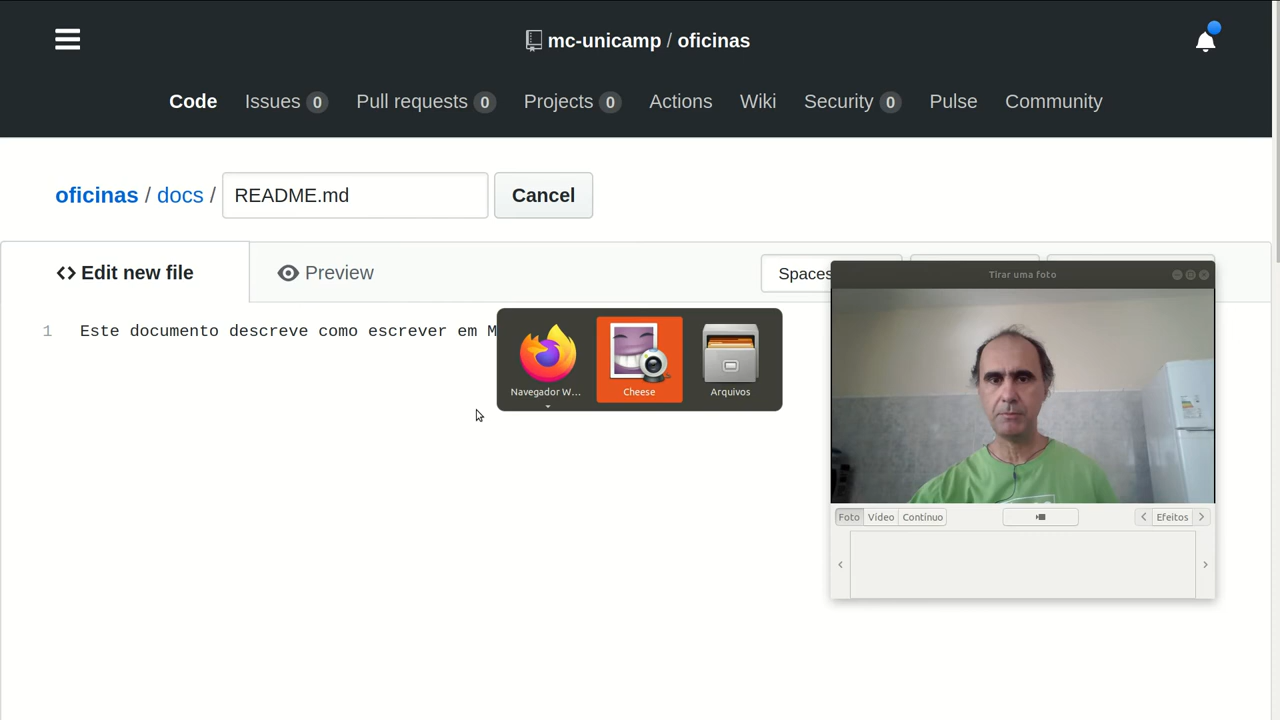 mc-unicamp / oficinas
Code Issues 0 Pull requests 0 Projects 0 Actions Wiki Security 0 Pulse Community
oficinas / docs / README.md Cancel
<> Edit new file Preview Spaces
Tirar uma foto
1 Este documento descreve como escrever em M
Navegador W... Cheese Arquivos
Foto Vídeo Contínuo Efeitos